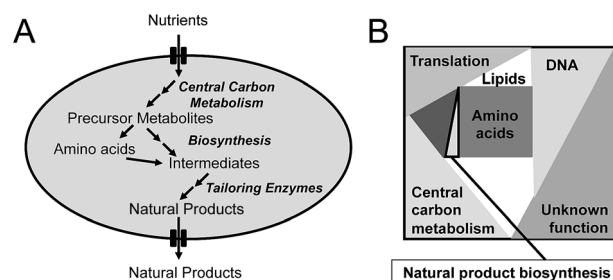 A
Nutrients
Central Carbon
Metabolism
Precursor Metabolites
Biosynthesis
Amino acids
Intermediates
Tailoring Enzymes
Natural Products
Natural Products
B
Translation
DNA
Lipids
Amino
acids
Central
carbon
metabolism
Unknown
function
Natural product biosynthesis